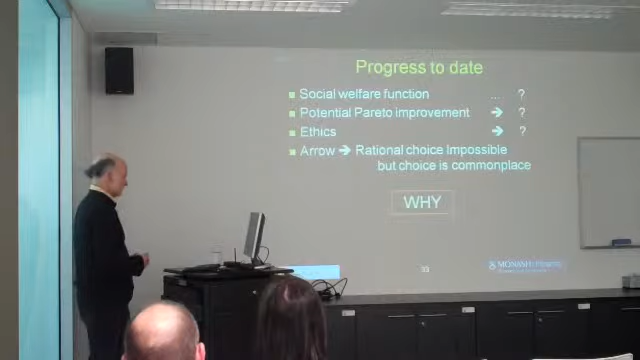 Progress to date
Social welfare function .... ?
Potential Pareto improvement ➔ ?
Ethics ➔ ?
Arrow ➔ Rational choice Impossible
but choice is commonplace
WHY
MONASH